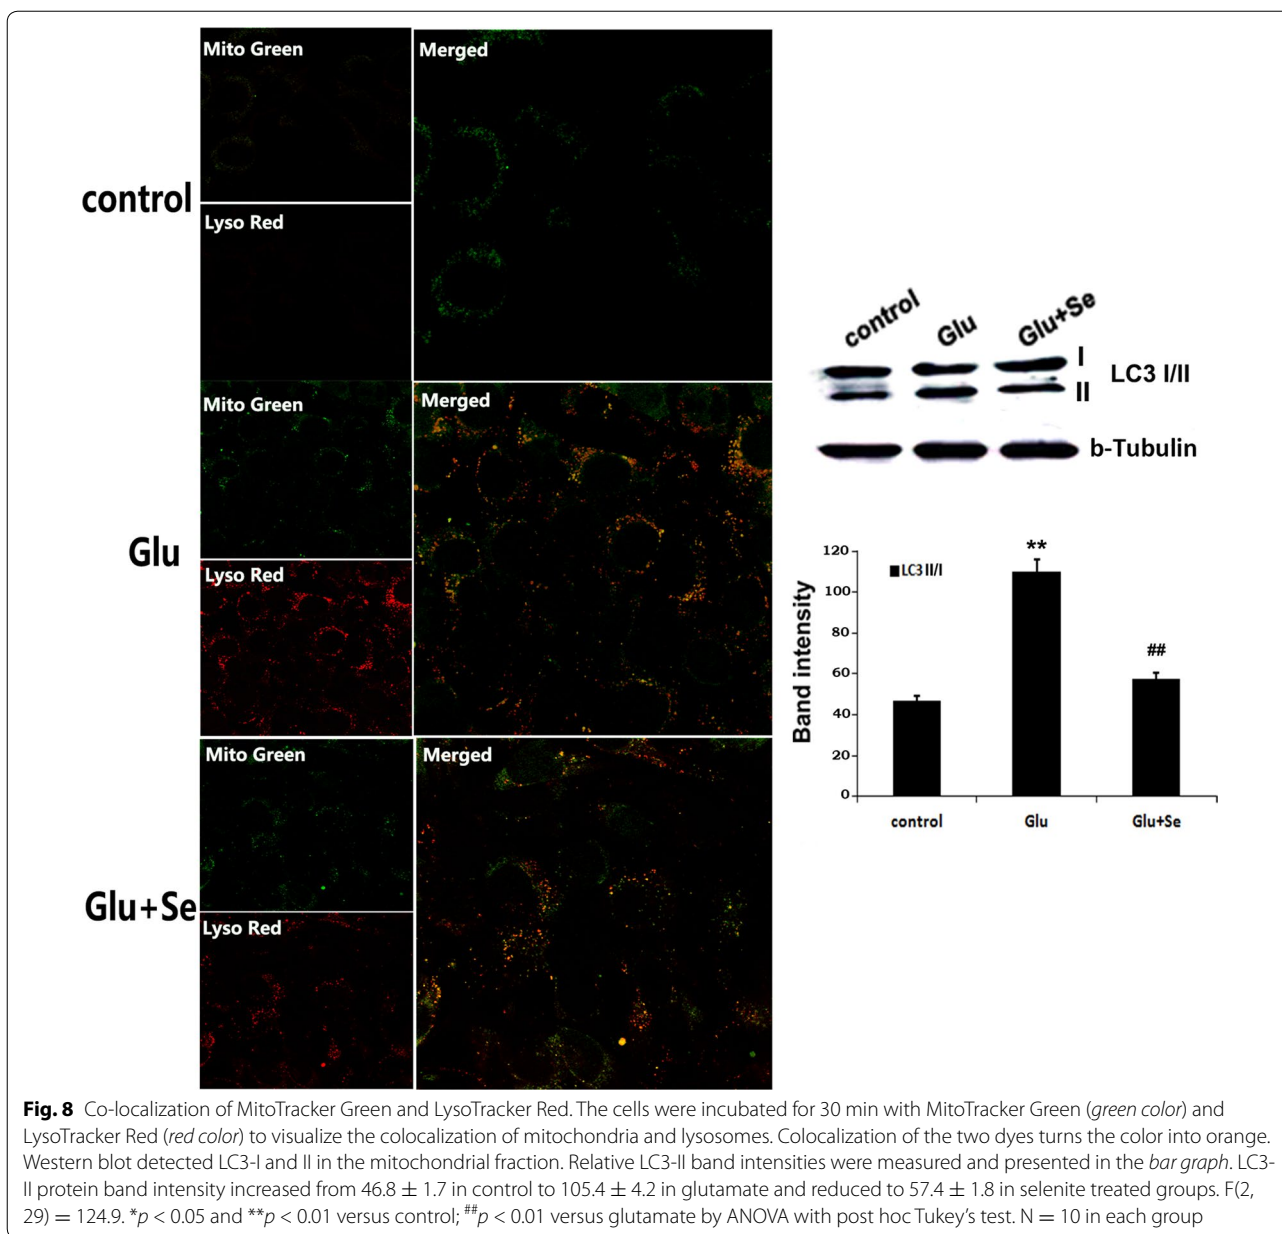 Mito Green
Merged
control
Lyso Red
Mito Green
Merged
Glu
Lyso Red
Mito Green
Merged
Glu+Se
Lyso Red
control
Glu
Glu+Se
I
LC3 I/II
II
b-Tubulin
Band intensity
120
100
80
60
40
20
0
LC3 II/I
**
##
control
Glu
Glu+Se
Fig. 8 Co-localization of MitoTracker Green and LysoTracker Red. The cells were incubated for 30 min with MitoTracker Green (green color) and
LysoTracker Red (red color) to visualize the colocalization of mitochondria and lysosomes. Colocalization of the two dyes turns the color into orange.
Western blot detected LC3-I and II in the mitochondrial fraction. Relative LC3-II band intensities were measured and presented in the bar graph. LC3-
II protein band intensity increased from 46.8 ± 1.7 in control to 105.4 ± 4.2 in glutamate and reduced to 57.4 ± 1.8 in selenite treated groups. F(2,
29) = 124.9. *p < 0.05 and **p < 0.01 versus control; ##p < 0.01 versus glutamate by ANOVA with post hoc Tukey's test. N = 10 in each group